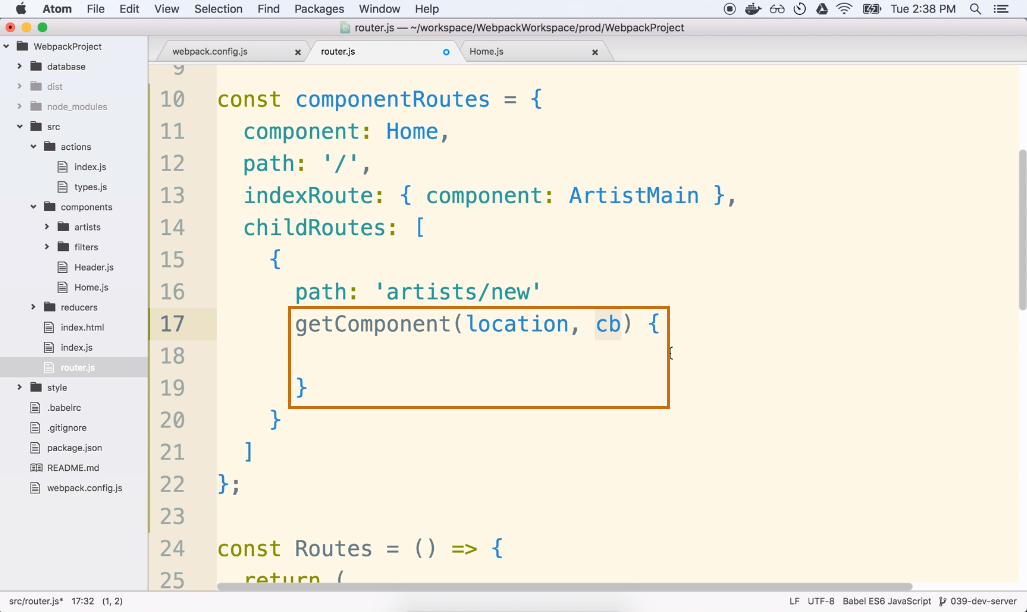 Atom File Edit View Selection Find Packages Window Help Tue 2:38 PM
router.js — ~/workspace/WebpackWorkspace/prod/WebpackProject
WebpackProject
database
dist
node_modules
src
actions
index.js
types.js
components
artists
filters
Header.js
Home.js
reducers
index.html
index.js
router.js
style
.babelrc
.gitignore
package.json
README.md
webpack.config.js
webpack.config.js router.js Home.js
9
10 const componentRoutes = {
11 component: Home,
12 path: '/',
13 indexRoute: { component: ArtistMain },
14 childRoutes: [
15 {
16 path: 'artists/new'
17 getComponent(location, cb) {
18
19 }
20 }
21 ]
22 };
23
24 const Routes = () => {
25 return (
src/router.js* 17:32 (1, 2) LF UTF-8 Babel ES6 JavaScript 039-dev-server